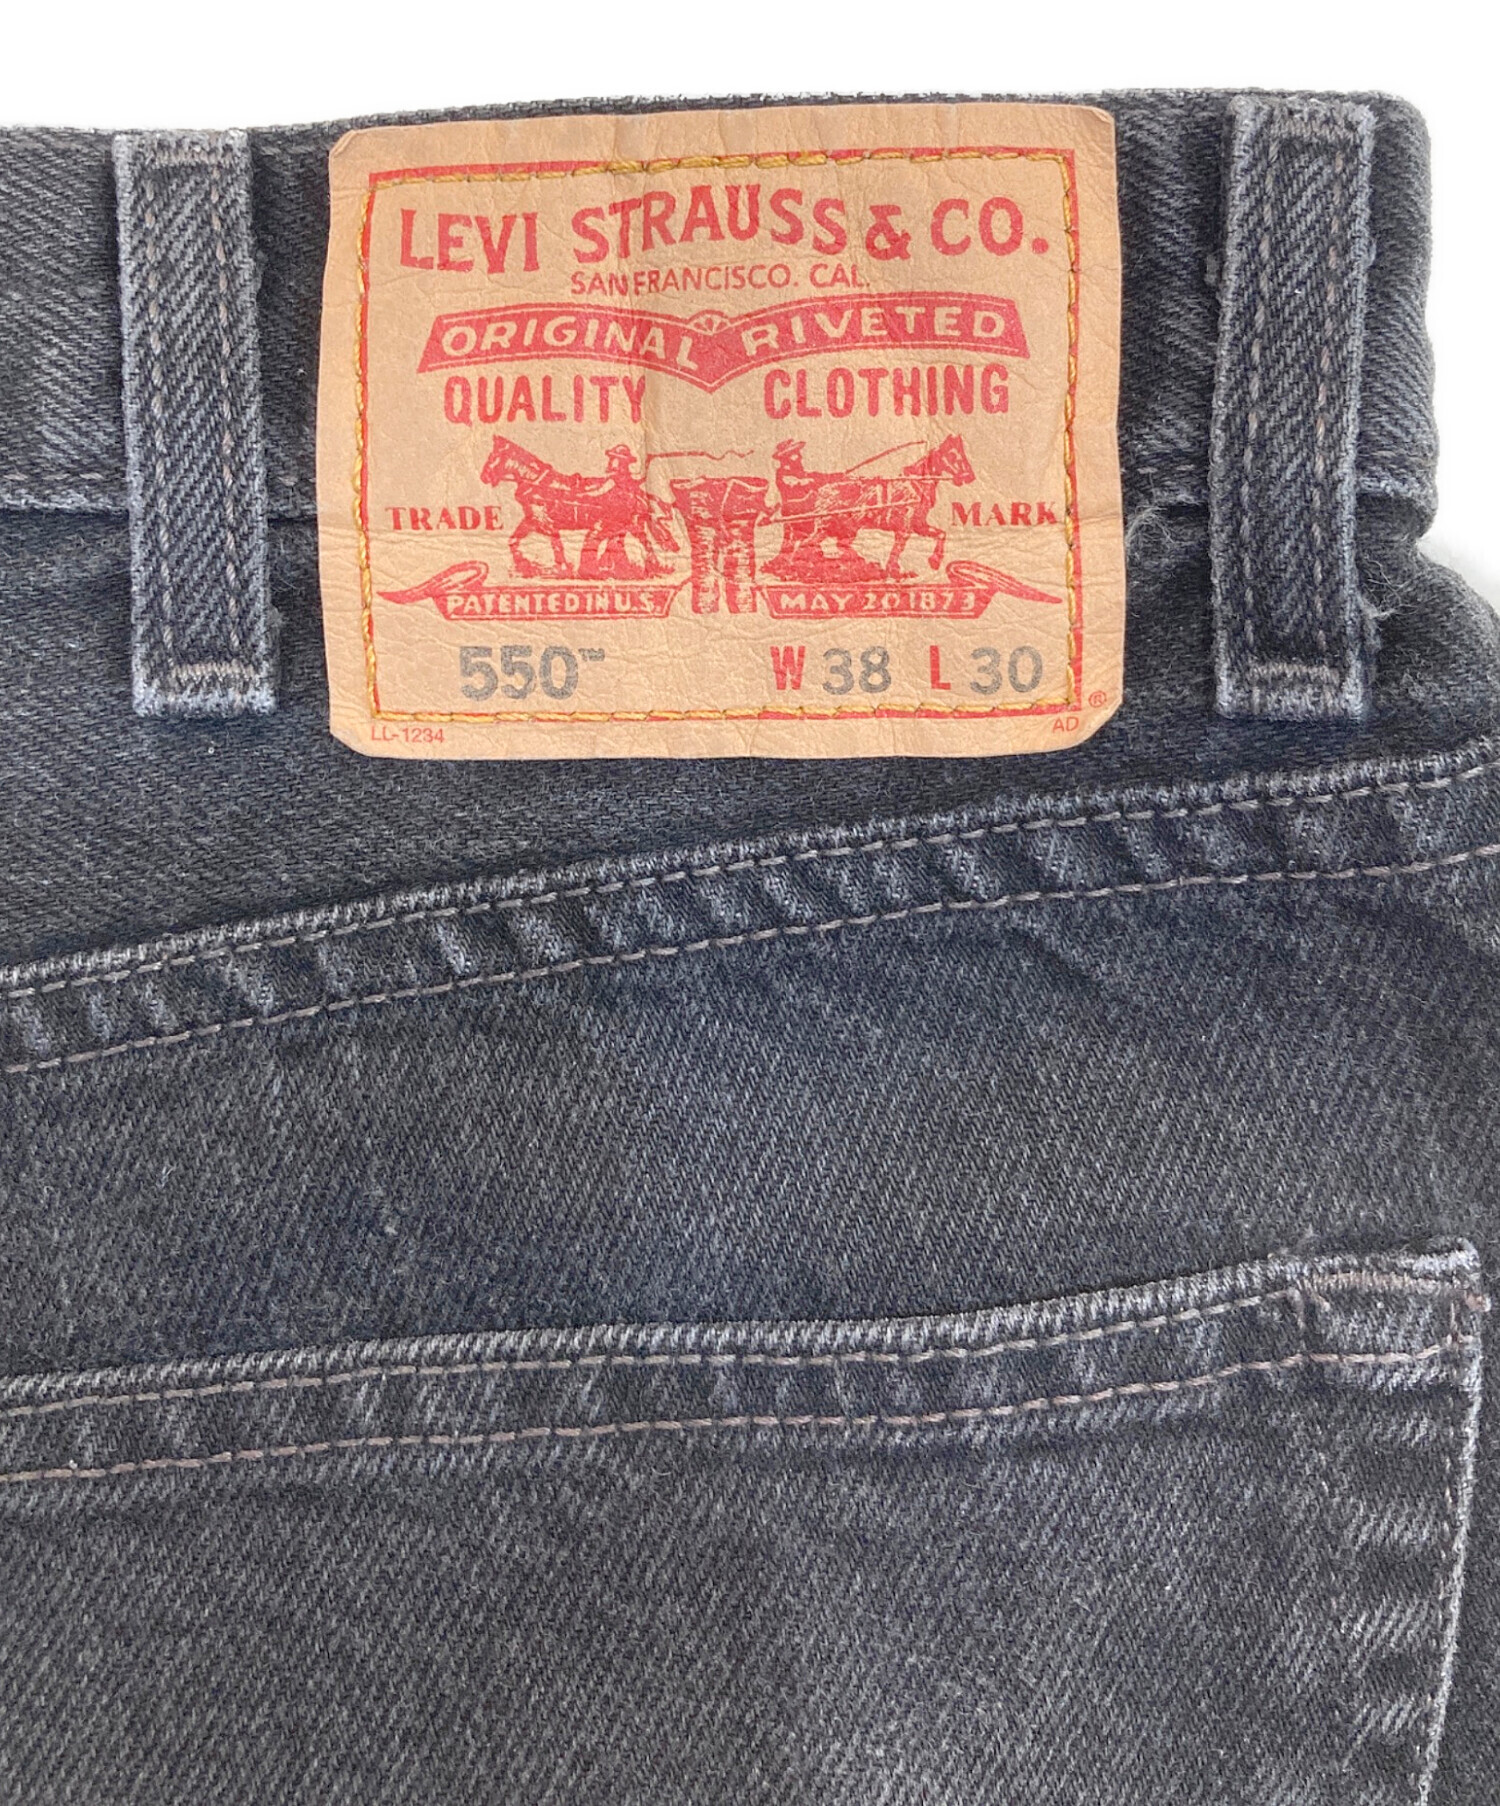 LEVI STRAUSS & CO.
SAN FRANCISCO. CAL.
ORIGINAL RIVETED
QUALITY CLOTHING
TRADE MARK
PATENTED IN U.S. MAY 20 1873
550™ W 38 L 30
®
LL-1234 AD